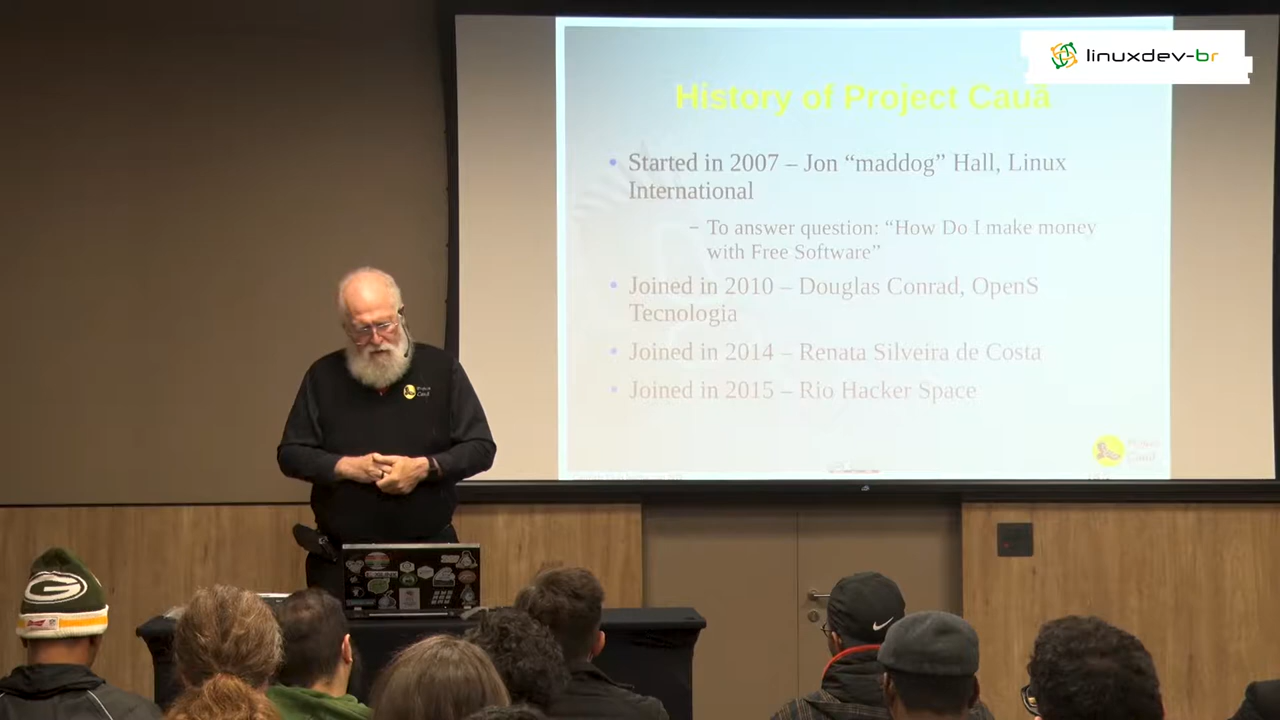 linuxdev-br
History of Project Cauã
Started in 2007 – Jon “maddog” Hall, Linux
International
– To answer question: “How Do I make money
with Free Software”
Joined in 2010 – Douglas Conrad, OpenS
Tecnologia
Joined in 2014 – Renata Silveira de Costa
Joined in 2015 – Rio Hacker Space
Project
Cauã
G